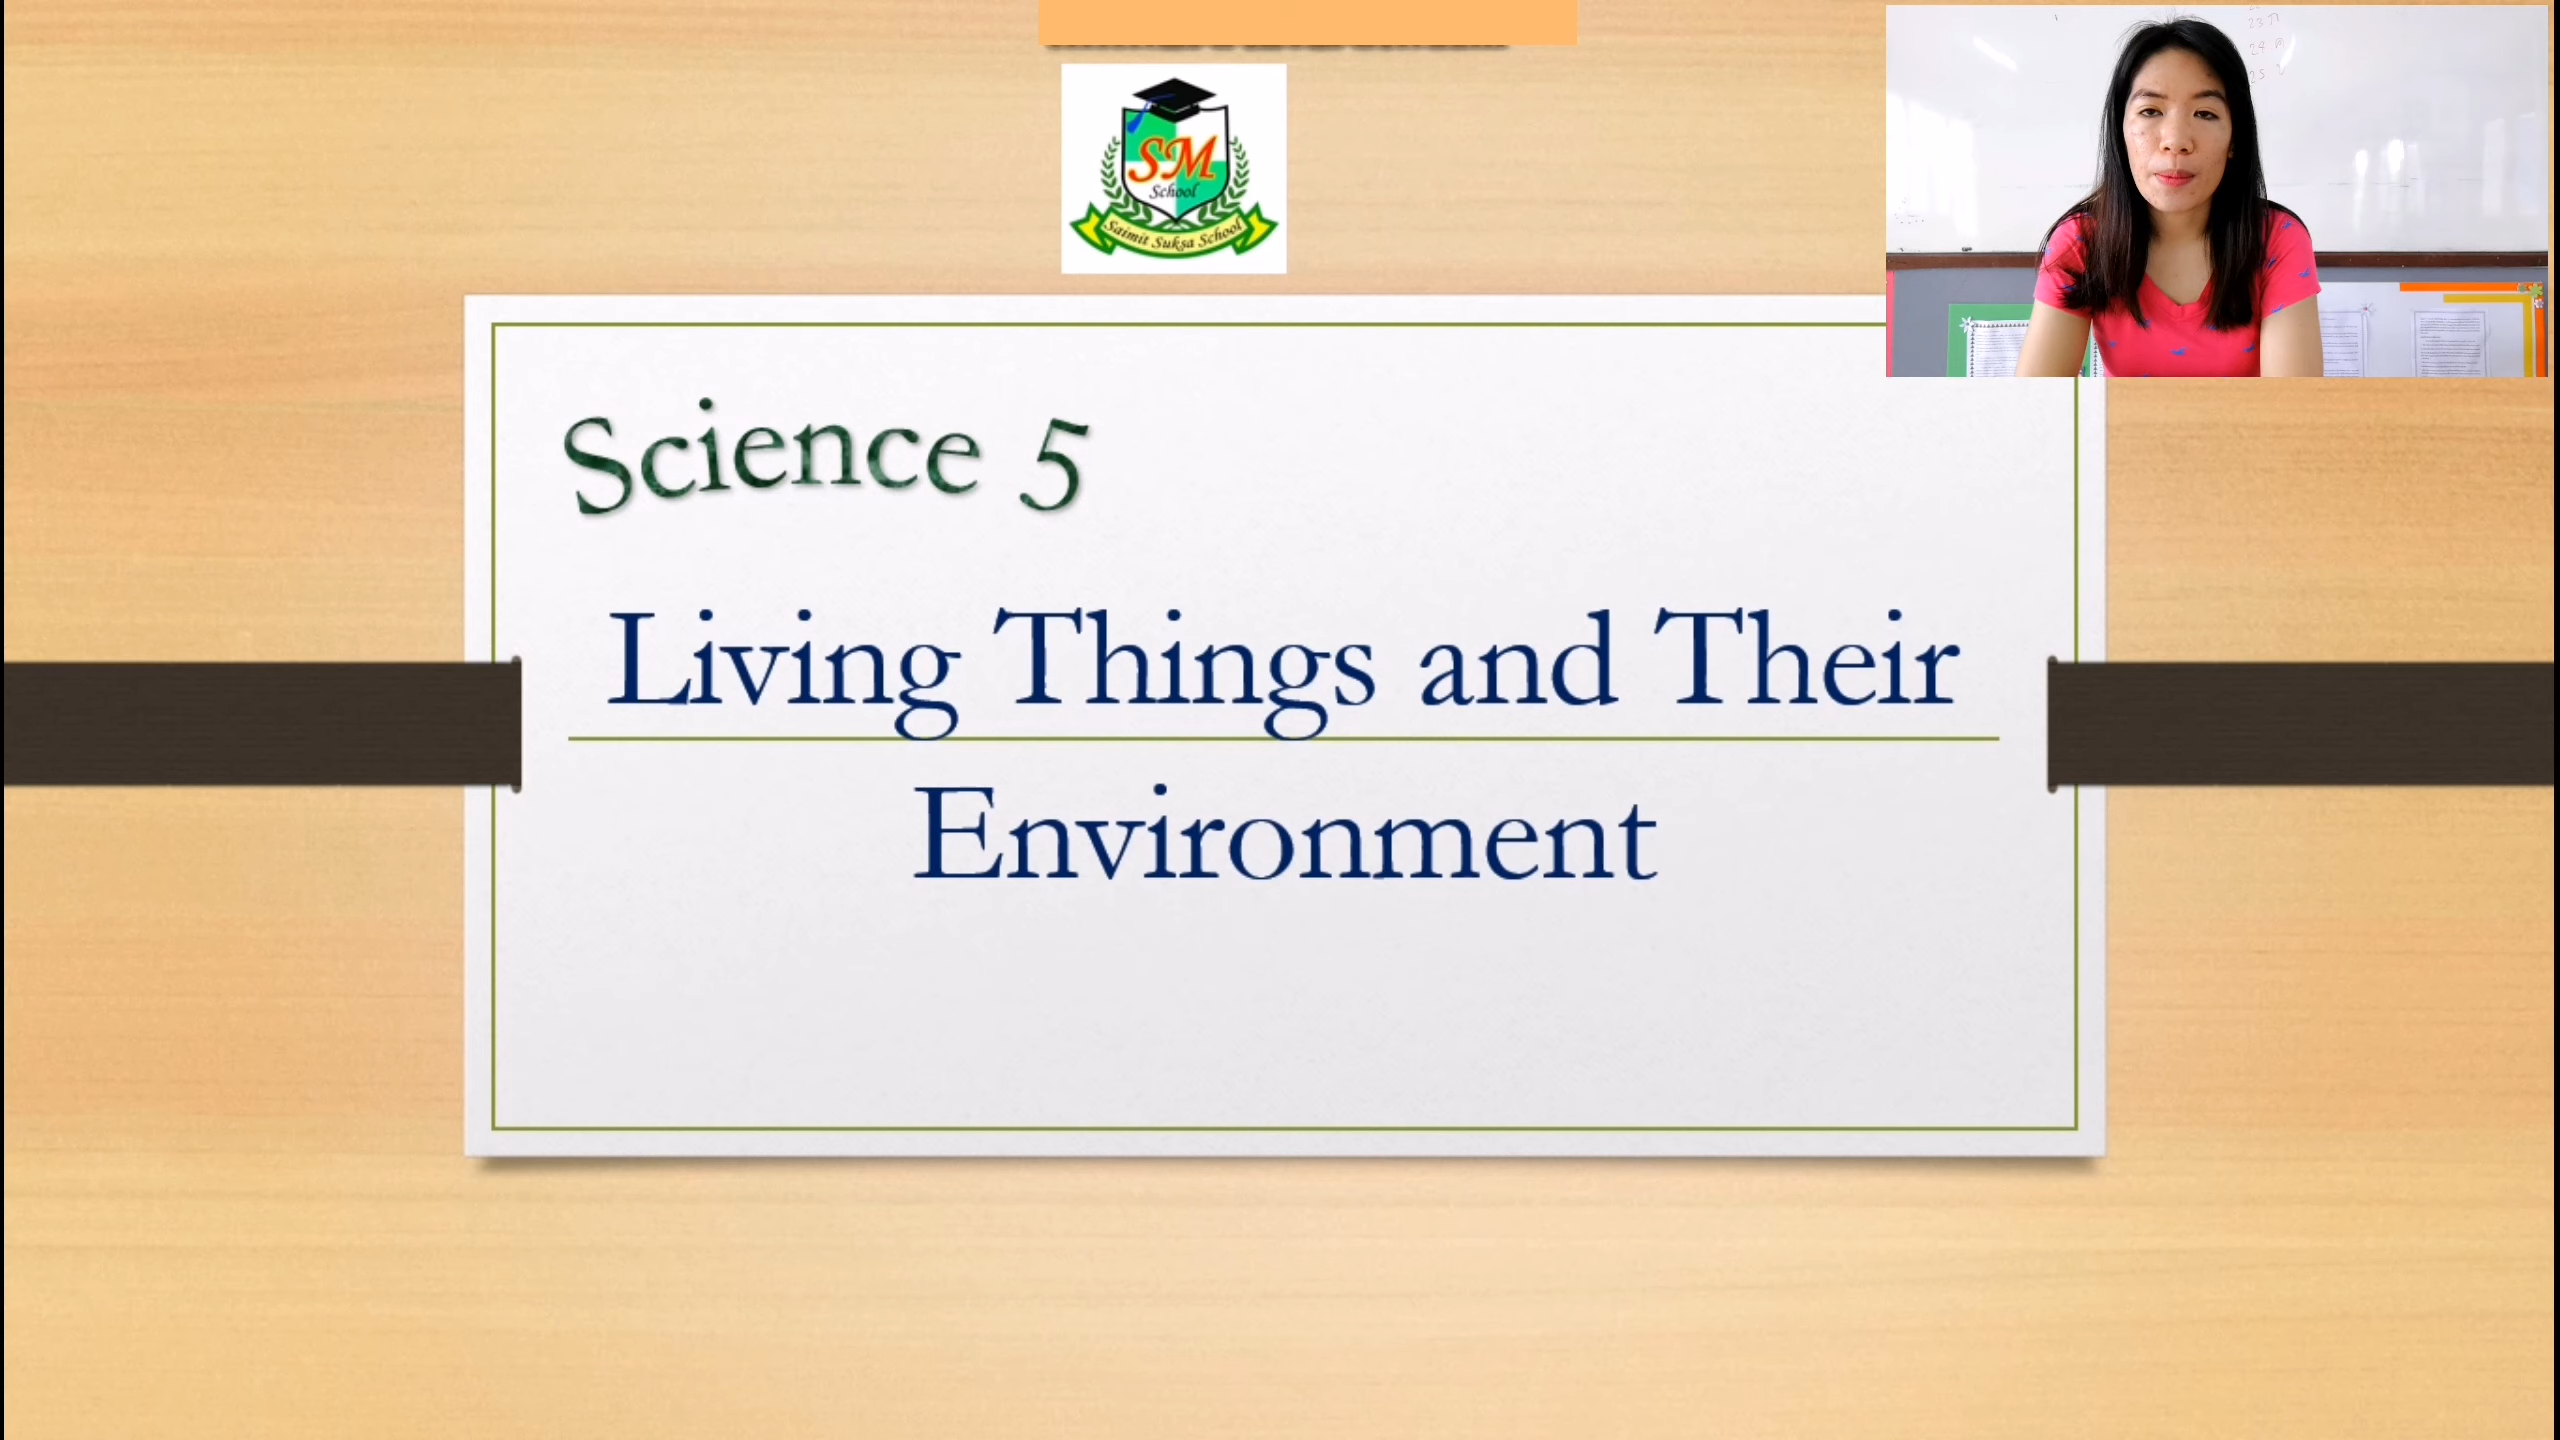 SM
School
Saimit Suksa School
Science 5
Living Things and Their
Environment